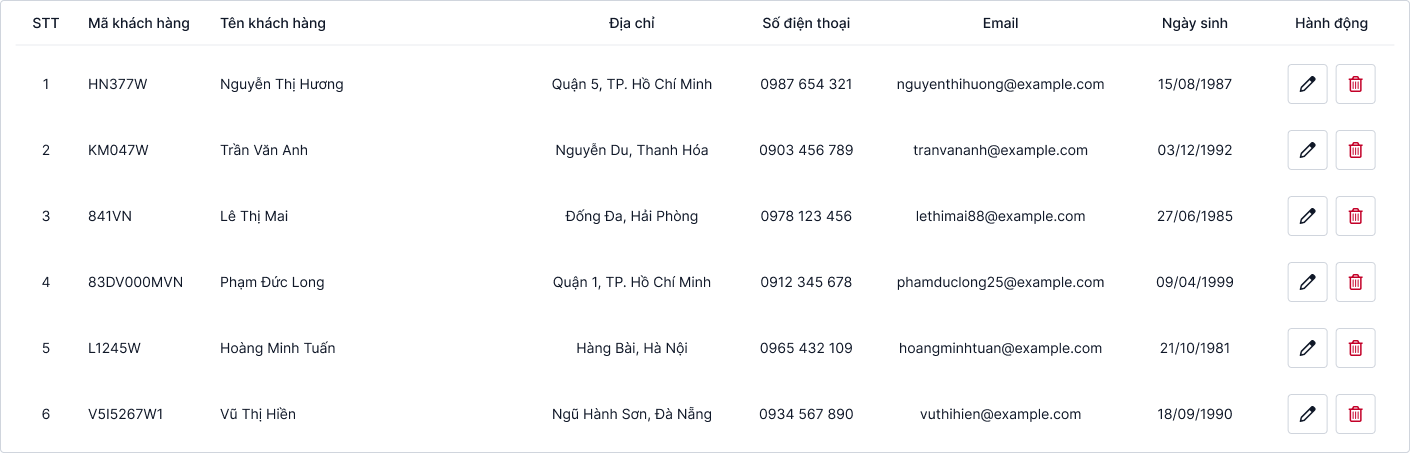 STT Mã khách hàng Tên khách hàng Địa chỉ Số điện thoại Email Ngày sinh Hành động
1 HN377W Nguyễn Thị Hương Quận 5, TP. Hồ Chí Minh 0987 654 321 nguyenthihuong@example.com 15/08/1987
2 KM047W Trần Văn Anh Nguyễn Du, Thanh Hóa 0903 456 789 tranvananh@example.com 03/12/1992
3 841VN Lê Thị Mai Đống Đa, Hải Phòng 0978 123 456 lethimai88@example.com 27/06/1985
4 83DV000MVN Phạm Đức Long Quận 1, TP. Hồ Chí Minh 0912 345 678 phamduclong25@example.com 09/04/1999
5 L1245W Hoàng Minh Tuấn Hàng Bài, Hà Nội 0965 432 109 hoangminhtuan@example.com 21/10/1981
6 V5I5267W1 Vũ Thị Hiền Ngũ Hành Sơn, Đà Nẵng 0934 567 890 vuthihien@example.com 18/09/1990